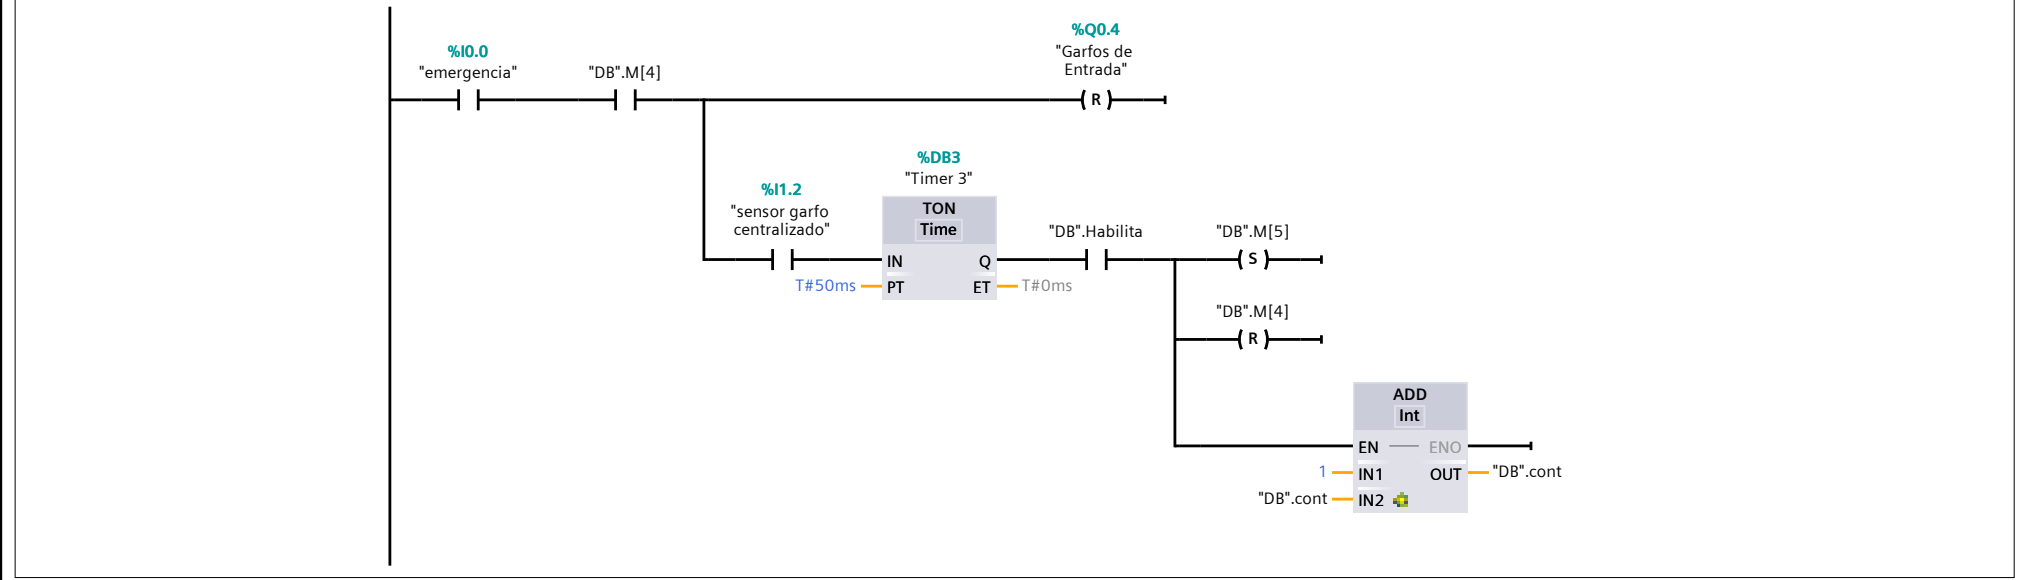 %Q0.4
"Garfos de
Entrada"
%I0.0
"emergencia"
"DB".M[4]
R
%DB3
"Timer 3"
%I1.2
"sensor garfo
centralizado"
TON
Time
"DB".Habilita
"DB".M[5]
IN
Q
S
T#50ms
PT
ET
T#0ms
"DB".M[4]
R
ADD
Int
EN
ENO
1
IN1
OUT
"DB".cont
"DB".cont
IN2